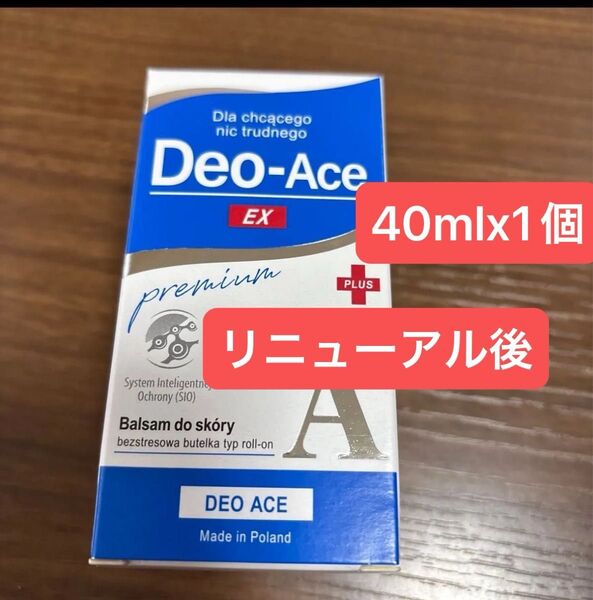 Dla chcącego
nic trudnego
Deo-Ace
EX
40mlx1個
premium
PLUS
リニューアル後
System Inteligentnej
Ochrony (SIO)
A
Balsam do skóry
bezstresowa butelka typ roll-on
DEO ACE
Made in Poland